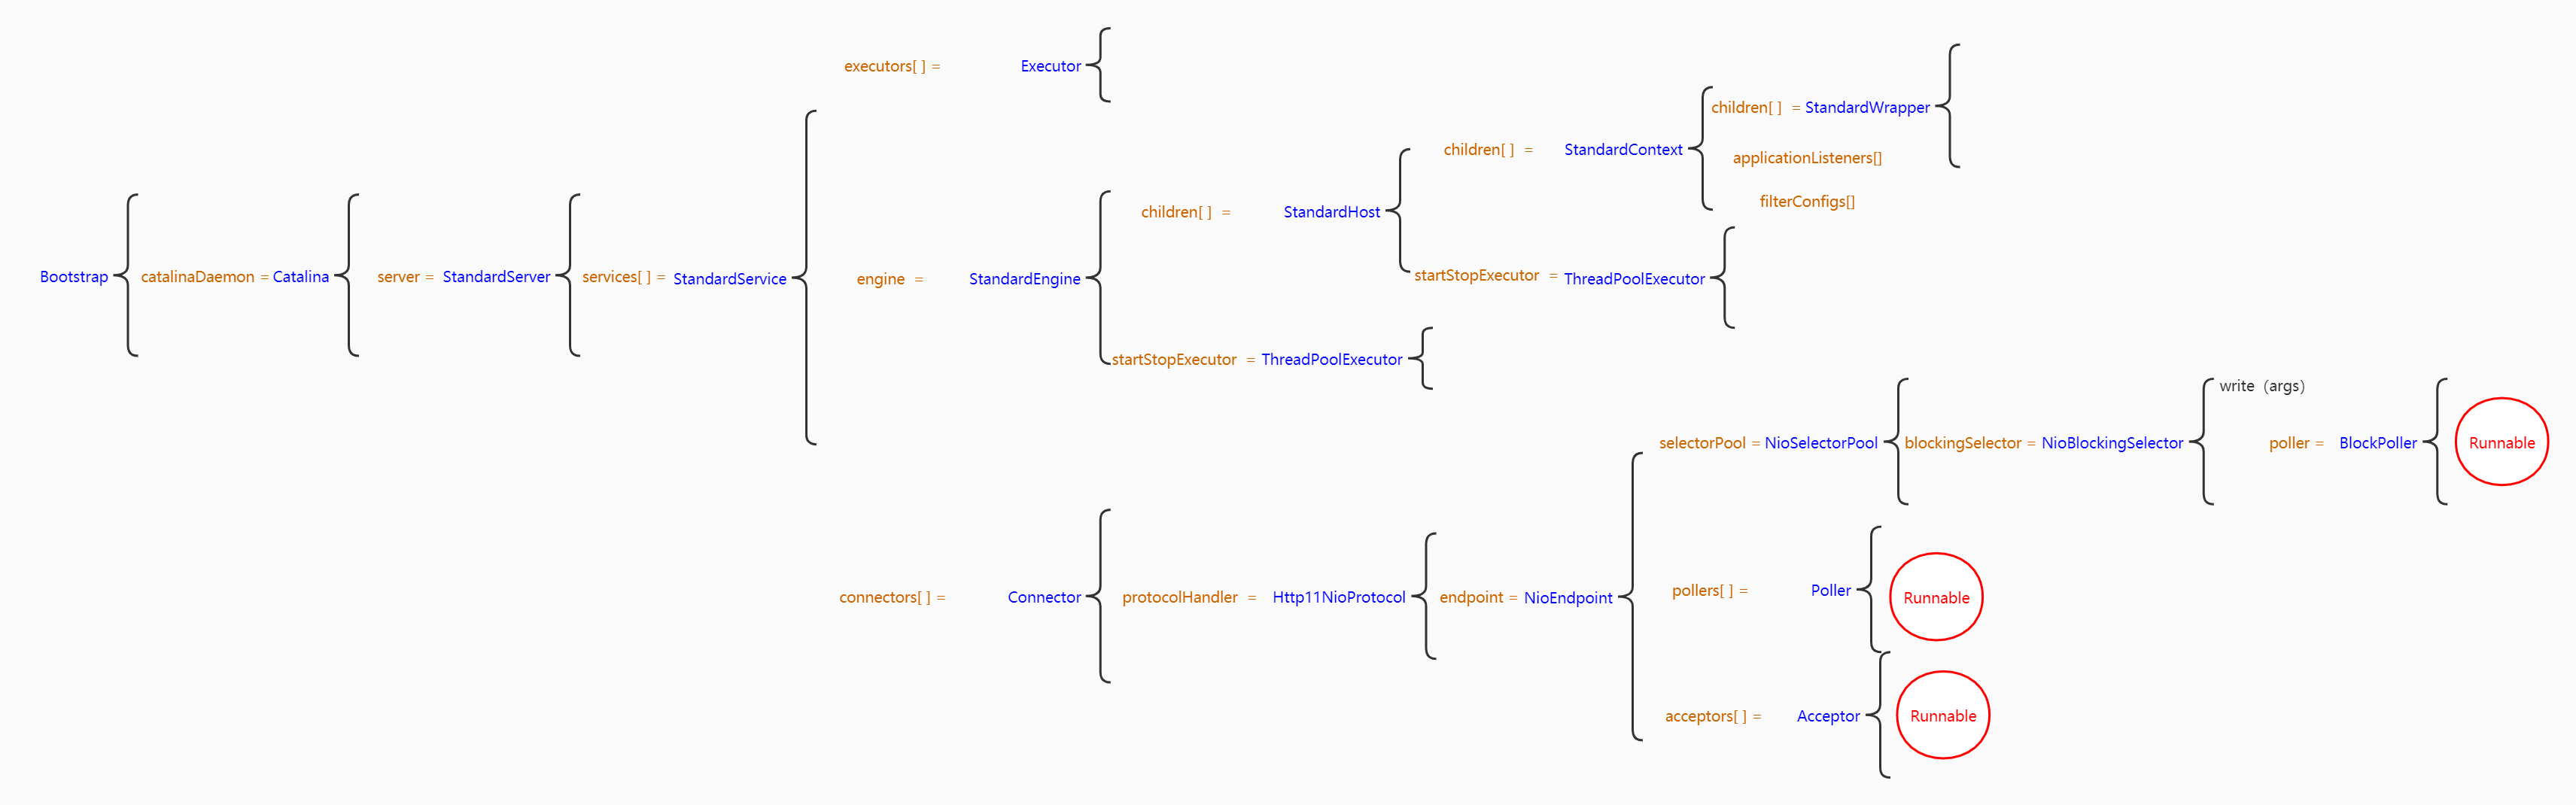 Bootstrap
catalinaDaemon = Catalina
server = StandardServer
services[ ] = StandardService
executors[ ] = Executor
engine = StandardEngine
children[ ] = StandardHost
children[ ] = StandardContext
children[ ] = StandardWrapper
applicationListeners[]
filterConfigs[]
startStopExecutor = ThreadPoolExecutor
startStopExecutor = ThreadPoolExecutor
connectors[ ] = Connector
protocolHandler = Http11NioProtocol
endpoint = NioEndpoint
selectorPool = NioSelectorPool
blockingSelector = NioBlockingSelector
write（args）
poller = BlockPoller
Runnable
pollers[ ] = Poller
Runnable
acceptors[ ] = Acceptor
Runnable